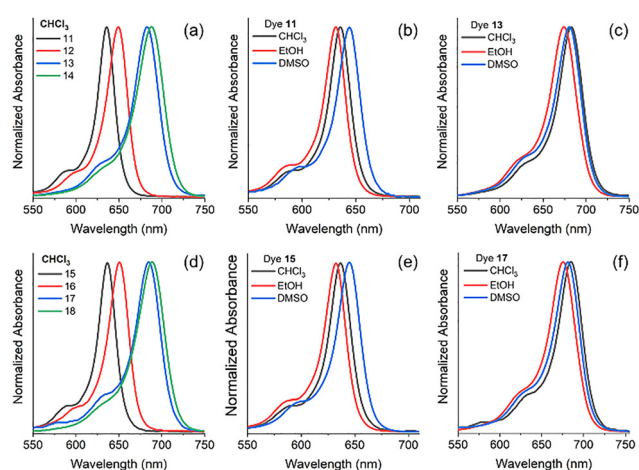 (a)
CHCl3
11
12
13
14
Normalized Absorbance
550 600 650 700 750
Wavelength (nm)
(b)
Dye 11
CHCl3
EtOH
DMSO
Normalized Absorbance
550 600 650 700
Wavelength (nm)
(c)
Dye 13
CHCl3
EtOH
DMSO
Normalized Absorbance
550 600 650 700 750
Wavelength (nm)
(d)
CHCl3
15
16
17
18
Normalized Absorbance
550 600 650 700 750
Wavelength (nm)
(e)
Dye 15
CHCl3
EtOH
DMSO
Normalized Absorbance
550 600 650 700
Wavelength (nm)
(f)
Dye 17
CHCl3
EtOH
DMSO
Normalized Absorbance
550 600 650 700 750
Wavelength (nm)